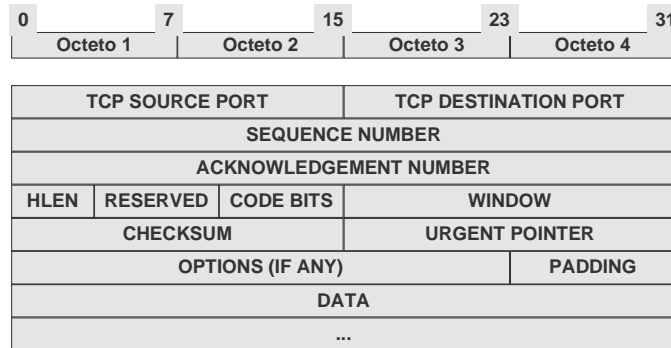 0 7 15 23 31
Octeto 1 Octeto 2 Octeto 3 Octeto 4
TCP SOURCE PORT TCP DESTINATION PORT
SEQUENCE NUMBER
ACKNOWLEDGEMENT NUMBER
HLEN RESERVED CODE BITS WINDOW
CHECKSUM URGENT POINTER
OPTIONS (IF ANY) PADDING
DATA
...